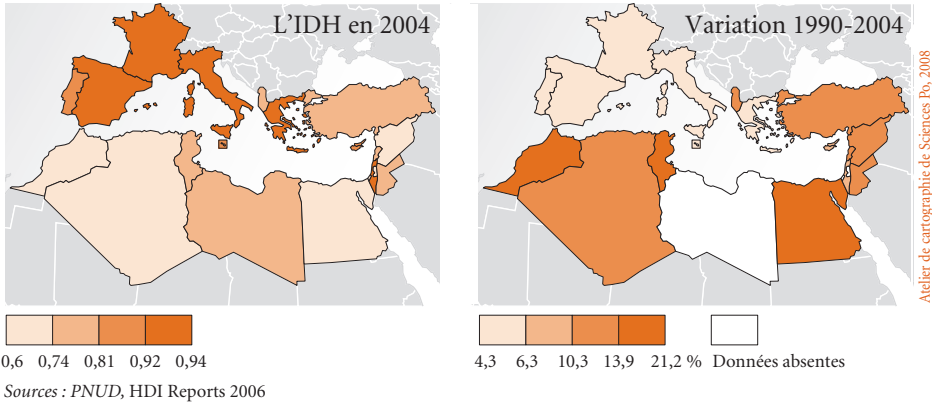 L'IDH en 2004
Variation 1990-2004
0,6 0,74 0,81 0,92 0,94
4,3 6,3 10,3 13,9 21,2 % Données absentes
Sources : PNUD, HDI Reports 2006
Atelier de cartographie de Sciences Po, 2008